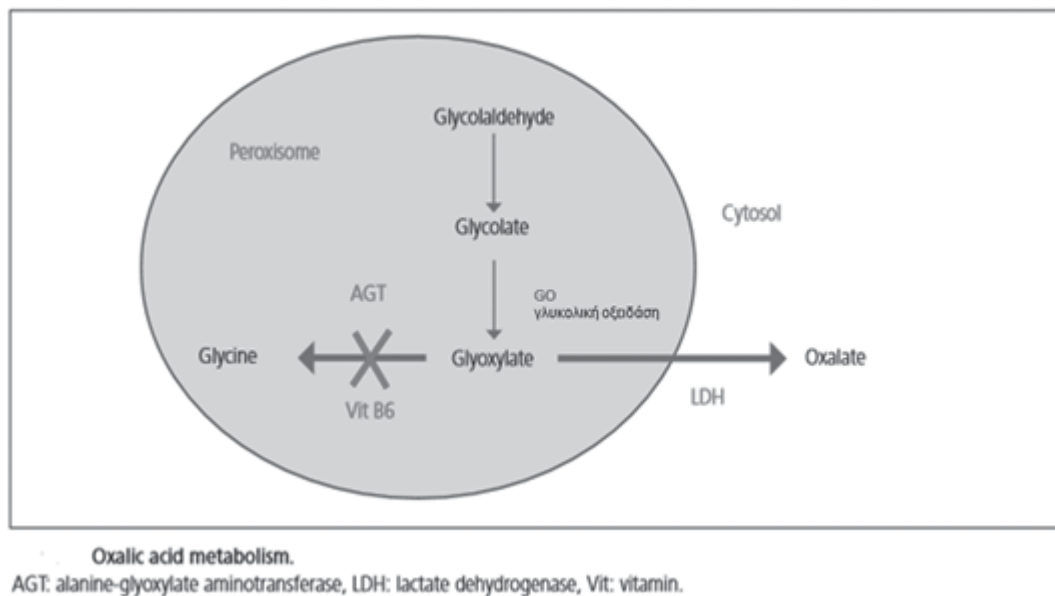 Glycolaldehyde
Peroxisome
Cytosol
Glycolate
AGT
GO
γλυκολική οξειδάση
Glycine
Glyoxylate
Oxalate
LDH
Vit B6
Oxalic acid metabolism.
AGT: alanine-glyoxylate aminotransferase, LDH: lactate dehydrogenase, Vit: vitamin.